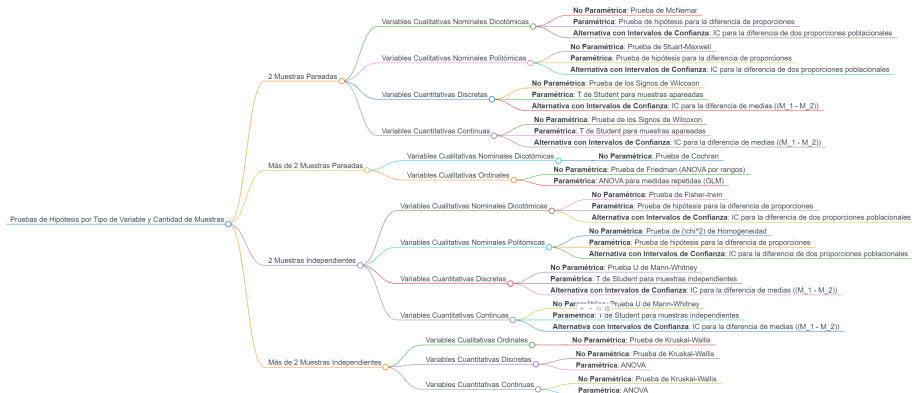 Pruebas de Hipótesis por Tipo de Variable y Cantidad de Muestras
2 Muestras Pareadas
Variables Cualitativas Nominales Dicotómicas
No Paramétrica: Prueba de McNemar
Paramétrica: Prueba de hipótesis para la diferencia de proporciones
Alternativa con Intervalos de Confianza: IC para la diferencia de dos proporciones poblacionales
Variables Cualitativas Nominales Politómicas
No Paramétrica: Prueba de Stuart-Maxwell
Paramétrica: Prueba de hipótesis para la diferencia de proporciones
Alternativa con Intervalos de Confianza: IC para la diferencia de dos proporciones poblacionales
Variables Cuantitativas Discretas
No Paramétrica: Prueba de los Signos de Wilcoxon
Paramétrica: T de Student para muestras apareadas
Alternativa con Intervalos de Confianza: IC para la diferencia de medias ((M_1 - M_2))
Variables Cuantitativas Continuas
No Paramétrica: Prueba de los Signos de Wilcoxon
Paramétrica: T de Student para muestras apareadas
Alternativa con Intervalos de Confianza: IC para la diferencia de medias ((M_1 - M_2))
Más de 2 Muestras Pareadas
Variables Cualitativas Nominales Dicotómicas
No Paramétrica: Prueba de Cochran
Variables Cualitativas Ordinales
No Paramétrica: Prueba de Friedman (ANOVA por rangos)
Paramétrica: ANOVA para medidas repetidas (GLM)
2 Muestras Independientes
Variables Cualitativas Nominales Dicotómicas
No Paramétrica: Prueba de Fisher-Irwin
Paramétrica: Prueba de hipótesis para la diferencia de proporciones
Alternativa con Intervalos de Confianza: IC para la diferencia de dos proporciones poblacionales
Variables Cualitativas Nominales Politómicas
No Paramétrica: Prueba de (\chi^2) de Homogeneidad
Paramétrica: Prueba de hipótesis para la diferencia de proporciones
Alternativa con Intervalos de Confianza: IC para la diferencia de dos proporciones poblacionales
Variables Cuantitativas Discretas
No Paramétrica: Prueba U de Mann-Whitney
Paramétrica: T de Student para muestras independientes
Alternativa con Intervalos de Confianza: IC para la diferencia de medias ((M_1 - M_2))
Variables Cuantitativas Continuas
No Paramétrica: Prueba U de Mann-Whitney
Paramétrica: T de Student para muestras independientes
Alternativa con Intervalos de Confianza: IC para la diferencia de medias ((M_1 - M_2))
Más de 2 Muestras Independientes
Variables Cualitativas Ordinales
No Paramétrica: Prueba de Kruskal-Wallis
Variables Cuantitativas Discretas
No Paramétrica: Prueba de Kruskal-Wallis
Paramétrica: ANOVA
Variables Cuantitativas Continuas
No Paramétrica: Prueba de Kruskal-Wallis
Paramétrica: ANOVA